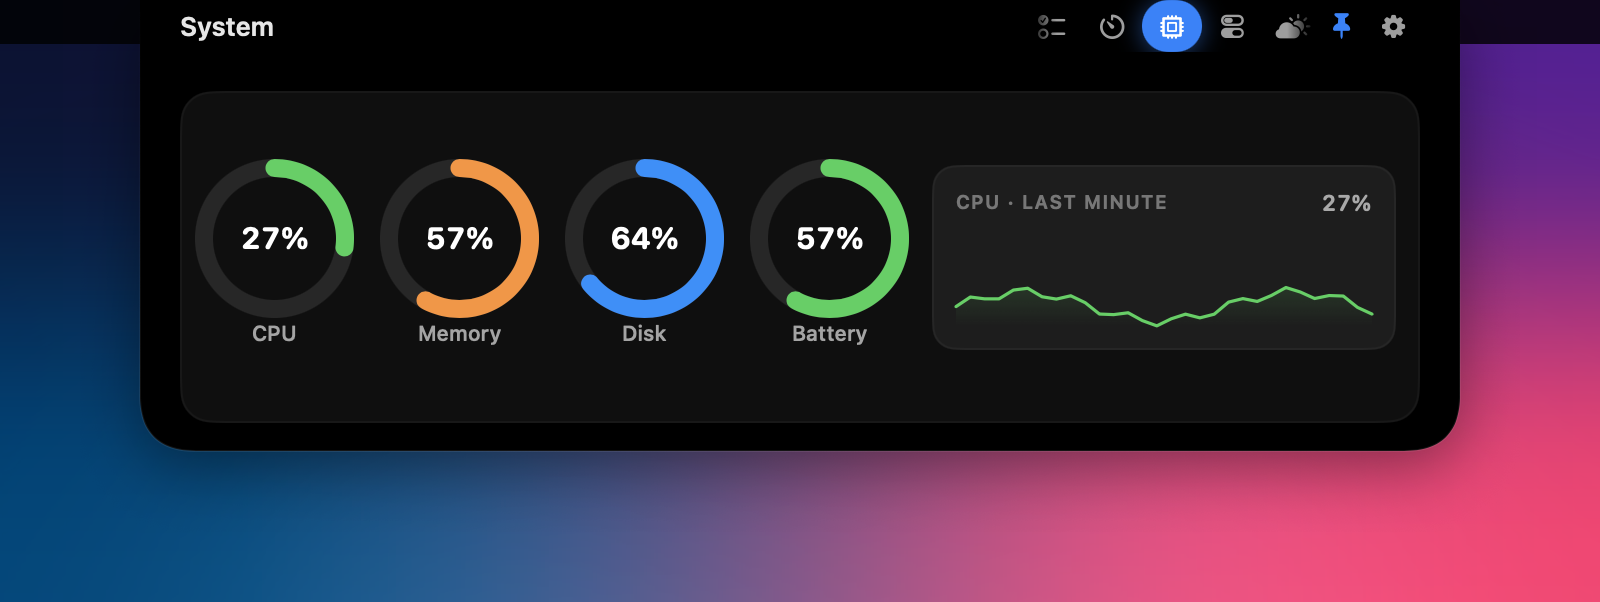 System
27%
57%
64%
57%
CPU
Memory
Disk
Battery
CPU · LAST MINUTE
27%